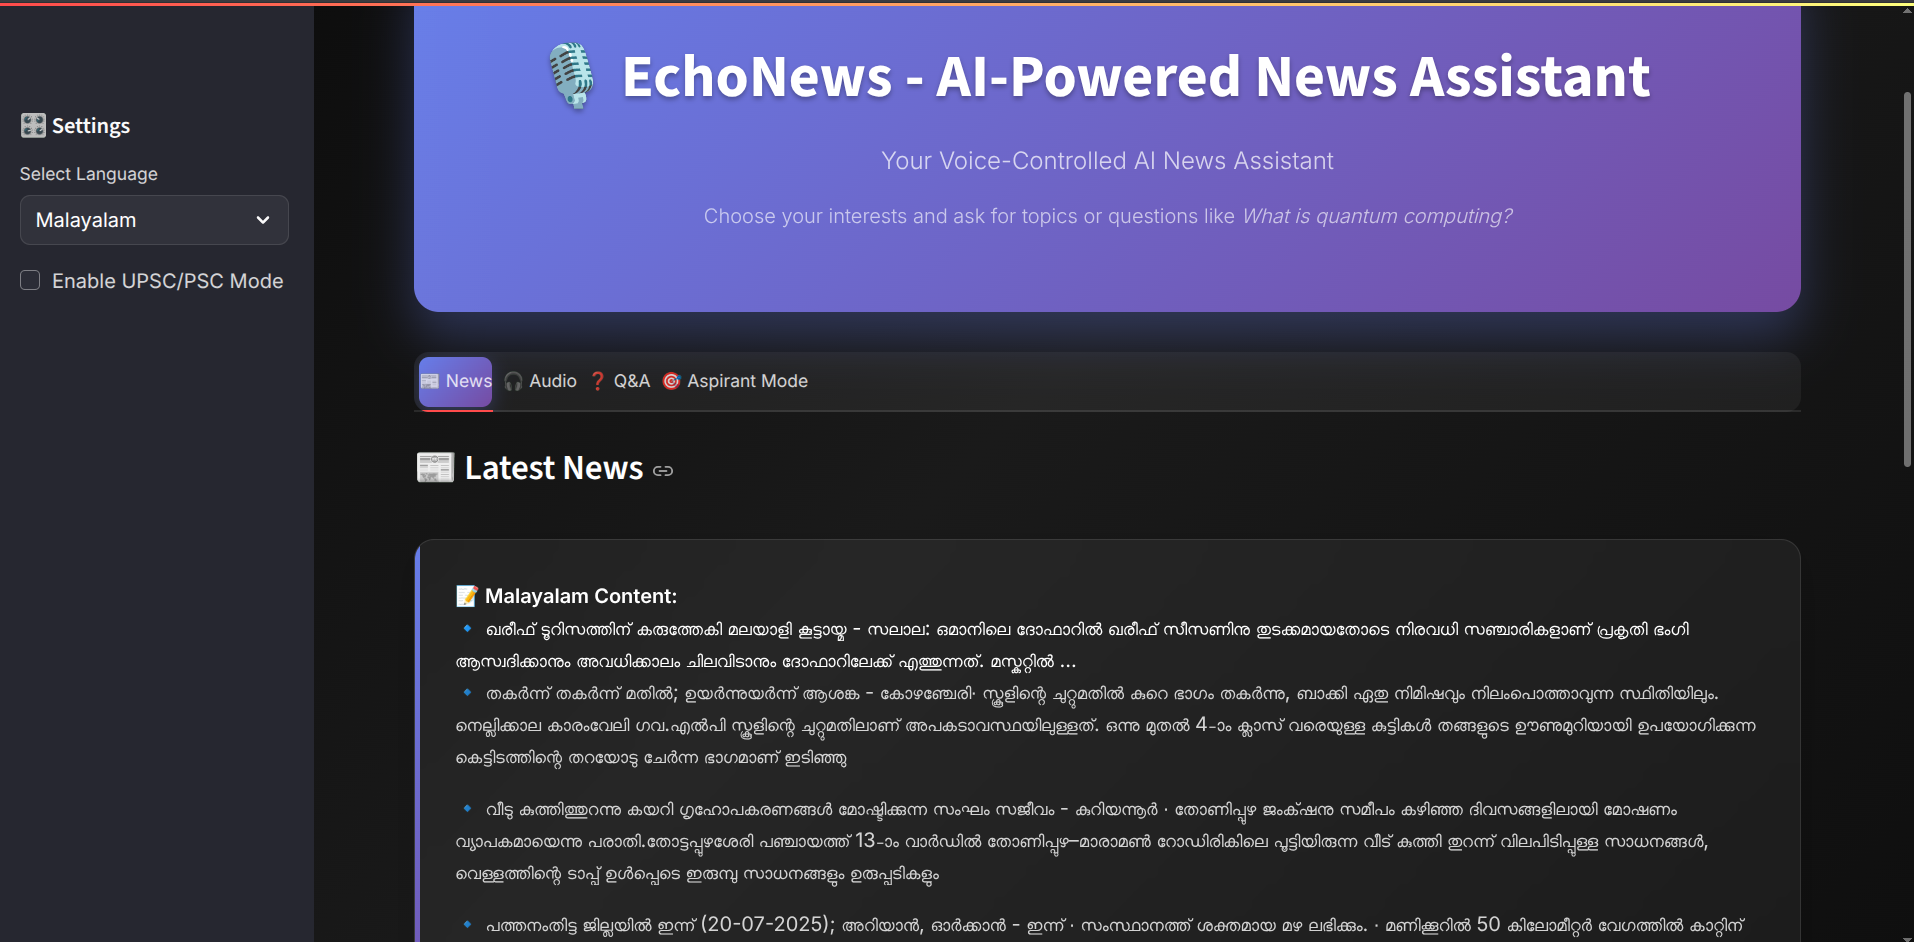 Settings
Select Language
Malayalam
Enable UPSC/PSC Mode
EchoNews - AI-Powered News Assistant
Your Voice-Controlled AI News Assistant
Choose your interests and ask for topics or questions like What is quantum computing?
News
Audio
Q&A
Aspirant Mode
Latest News
Malayalam Content:
ഖരീഫ് ടൂറിസത്തിന് കരുത്തേകി മലയാളി കൂട്ടായ്മ - സലാല: ഒമാനിലെ ദോഫാറിൽ ഖരീഫ് സീസണിനു തുടക്കമായതോടെ നിരവധി സഞ്ചാരികളാണ് പ്രകൃതി ഭംഗി
ആസ്വദിക്കാനും അവധിക്കാലം ചിലവിടാനും ദോഫാറിലേക്ക് എത്തുന്നത്. മസ്കറ്റിൽ ...
തകർന്ന് തകർന്ന് മതിൽ; ഉയർന്നുയർന്ന് ആശങ്ക - കോഴഞ്ചേരി∙ സ്കൂളിന്റെ ചുറ്റുമതിൽ കുറെ ഭാഗം തകർന്നു, ബാക്കി ഏതു നിമിഷവും നിലംപൊത്താവുന്ന സ്ഥിതിയിലും.
നെല്ലിക്കാല കാരംവേലി ഗവ.എൽപി സ്കൂളിന്റെ ചുറ്റുമതിലാണ് അപകടാവസ്ഥയിലുള്ളത്. ഒന്നു മുതൽ 4-ാം ക്ലാസ് വരെയുള്ള കുട്ടികൾ തങ്ങളുടെ ഊണുമുറിയായി ഉപയോഗിക്കുന്ന
കെട്ടിടത്തിന്റെ തറയോടു ചേർന്ന ഭാഗമാണ് ഇടിഞ്ഞു
വീടു കുത്തിത്തുറന്നു കയറി ഗൃഹോപകരണങ്ങൾ മോഷ്ടിക്കുന്ന സംഘം സജീവം - കുറിയന്നൂർ ∙ തോണിപ്പുഴ ജംക്‌ഷനു സമീപം കഴിഞ്ഞ ദിവസങ്ങളിലായി മോഷണം
വ്യാപകമായെന്നു പരാതി.തോട്ടപ്പുഴശേരി പഞ്ചായത്ത് 13-ാം വാർഡിൽ തോണിപ്പുഴ–മാരാമൺ റോഡിരികിലെ പൂട്ടിയിരുന്ന വീട് കുത്തി തുറന്ന് വിലപിടിപ്പുള്ള സാധനങ്ങൾ,
വെള്ളത്തിന്റെ ടാപ്പ് ഉൾപ്പെടെ ഇരുമ്പു സാധനങ്ങളും ഉരുപ്പടികളും
പത്തനംതിട്ട ജില്ലയിൽ ഇന്ന് (20-07-2025); അറിയാൻ, ഓർക്കാൻ - ഇന്ന് ∙ സംസ്ഥാനത്ത് ശക്തമായ മഴ ലഭിക്കും. ∙ മണിക്കൂറിൽ 50 കിലോമീറ്റർ വേഗത്തിൽ കാറ്റിന്